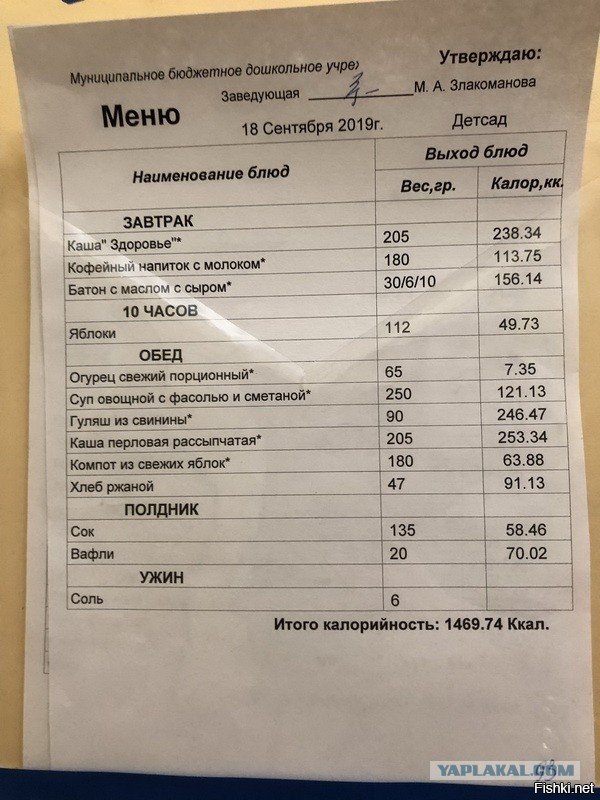 Муниципальное бюджетное дошкольное учре
Утверждаю:
Заведующая М. А. Злакоманова
Меню 18 Сентября 2019г. Детсад
Наименование блюд Выход блюд
Вес,гр. Калор,кк.
ЗАВТРАК
Каша" Здоровье"* 205 238.34
Кофейный напиток с молоком* 180 113.75
Батон с маслом с сыром* 30/6/10 156.14
10 ЧАСОВ
Яблоки 112 49.73
ОБЕД
Огурец свежий порционный* 65 7.35
Суп овощной с фасолью и сметаной* 250 121.13
Гуляш из свинины* 90 246.47
Каша перловая рассыпчатая* 205 253.34
Компот из свежих яблок* 180 63.88
Хлеб ржаной 47 91.13
ПОЛДНИК
Сок 135 58.46
Вафли 20 70.02
УЖИН
Соль 6
Итого калорийность: 1469.74 Ккал.
YAPLAKAL.COM
Fishki.net